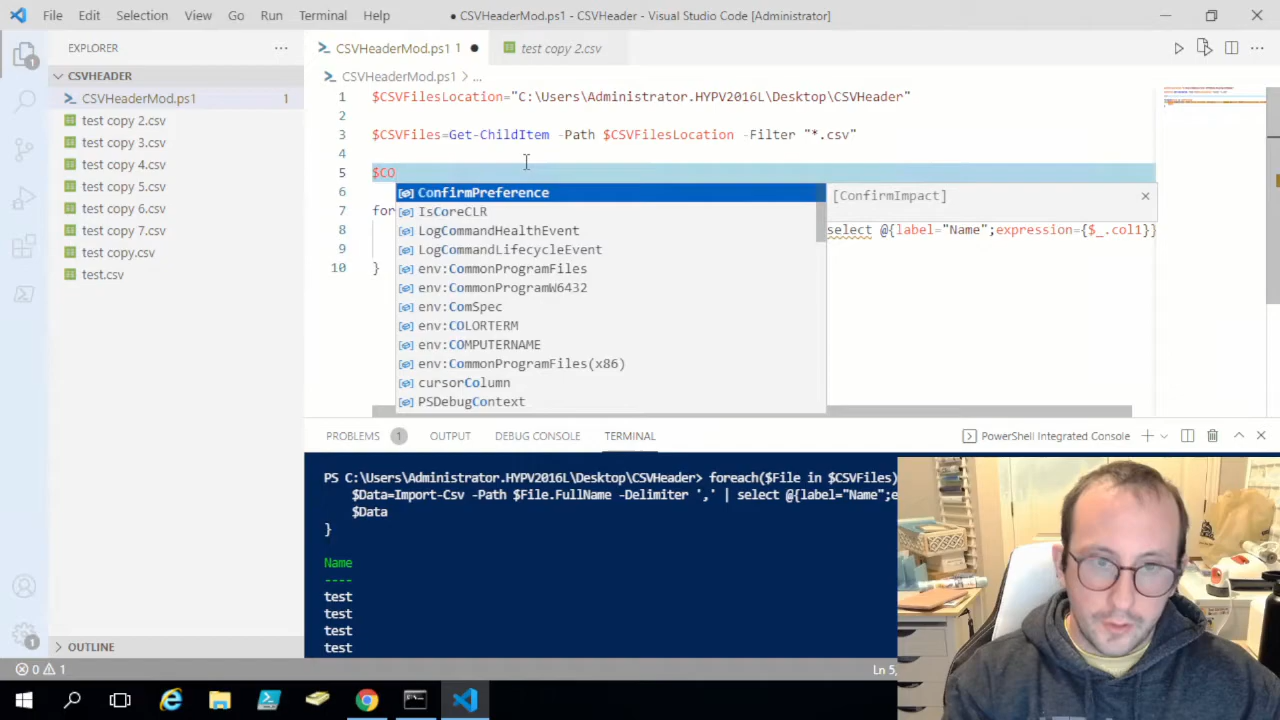 File Edit Selection View Go Run Terminal Help
● CSVHeaderMod.ps1 - CSVHeader - Visual Studio Code [Administrator]
EXPLORER
CSVHEADER
CSVHeaderMod.ps1 1
test copy 2.csv
test copy 3.csv
test copy 4.csv
test copy 5.csv
test copy 6.csv
test copy 7.csv
test copy.csv
test.csv
OUTLINE
1
1
CSVHeaderMod.ps1 1 ●
test copy 2.csv
CSVHeaderMod.ps1 > ...
1 $CSVFilesLocation="C:\Users\Administrator.HYPV2016L\Desktop\CSVHeader"
2
3 $CSVFiles=Get-ChildItem -Path $CSVFilesLocation -Filter "*.csv"
4
5 $CO
6
7 for
8 select @{label="Name";expression={$_.col1}}
9
10 }
ConfirmPreference
IsCoreCLR
LogCommandHealthEvent
LogCommandLifecycleEvent
env:CommonProgramFiles
env:CommonProgramW6432
env:ComSpec
env:COLORTERM
env:COMPUTERNAME
env:CommonProgramFiles(x86)
cursorColumn
PSDebugContext
[ConfirmImpact]
PROBLEMS 1 OUTPUT DEBUG CONSOLE TERMINAL
PowerShell Integrated Console
PS C:\Users\Administrator.HYPV2016L\Desktop\CSVHeader> foreach($File in $CSVFiles)
$Data=Import-Csv -Path $File.FullName -Delimiter ',' | select @{label="Name";e
$Data
}
Name
----
test
test
test
test
0 1
Ln 5,